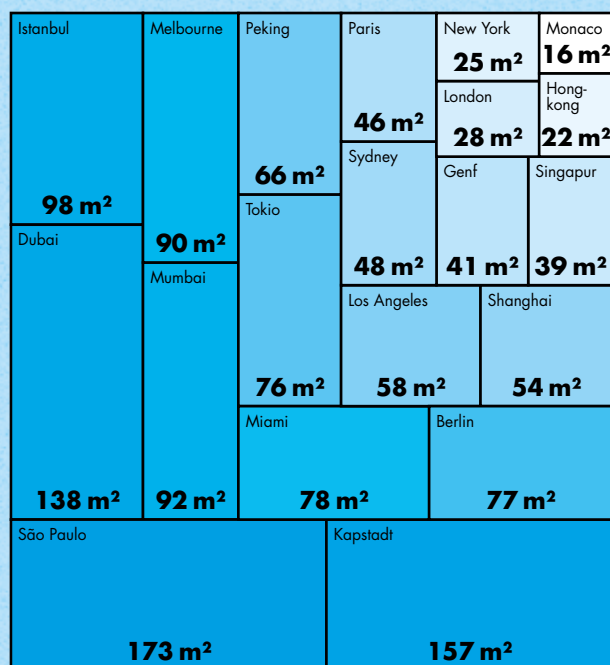 Istanbul
98 m²
Melbourne
90 m²
Peking
66 m²
Paris
46 m²
New York
25 m²
Monaco
16 m²
London
28 m²
Hong-
kong
22 m²
Sydney
48 m²
Genf
41 m²
Singapur
39 m²
Dubai
138 m²
Mumbai
92 m²
Tokio
76 m²
Los Angeles
58 m²
Shanghai
54 m²
Miami
78 m²
Berlin
77 m²
São Paulo
173 m²
Kapstadt
157 m²